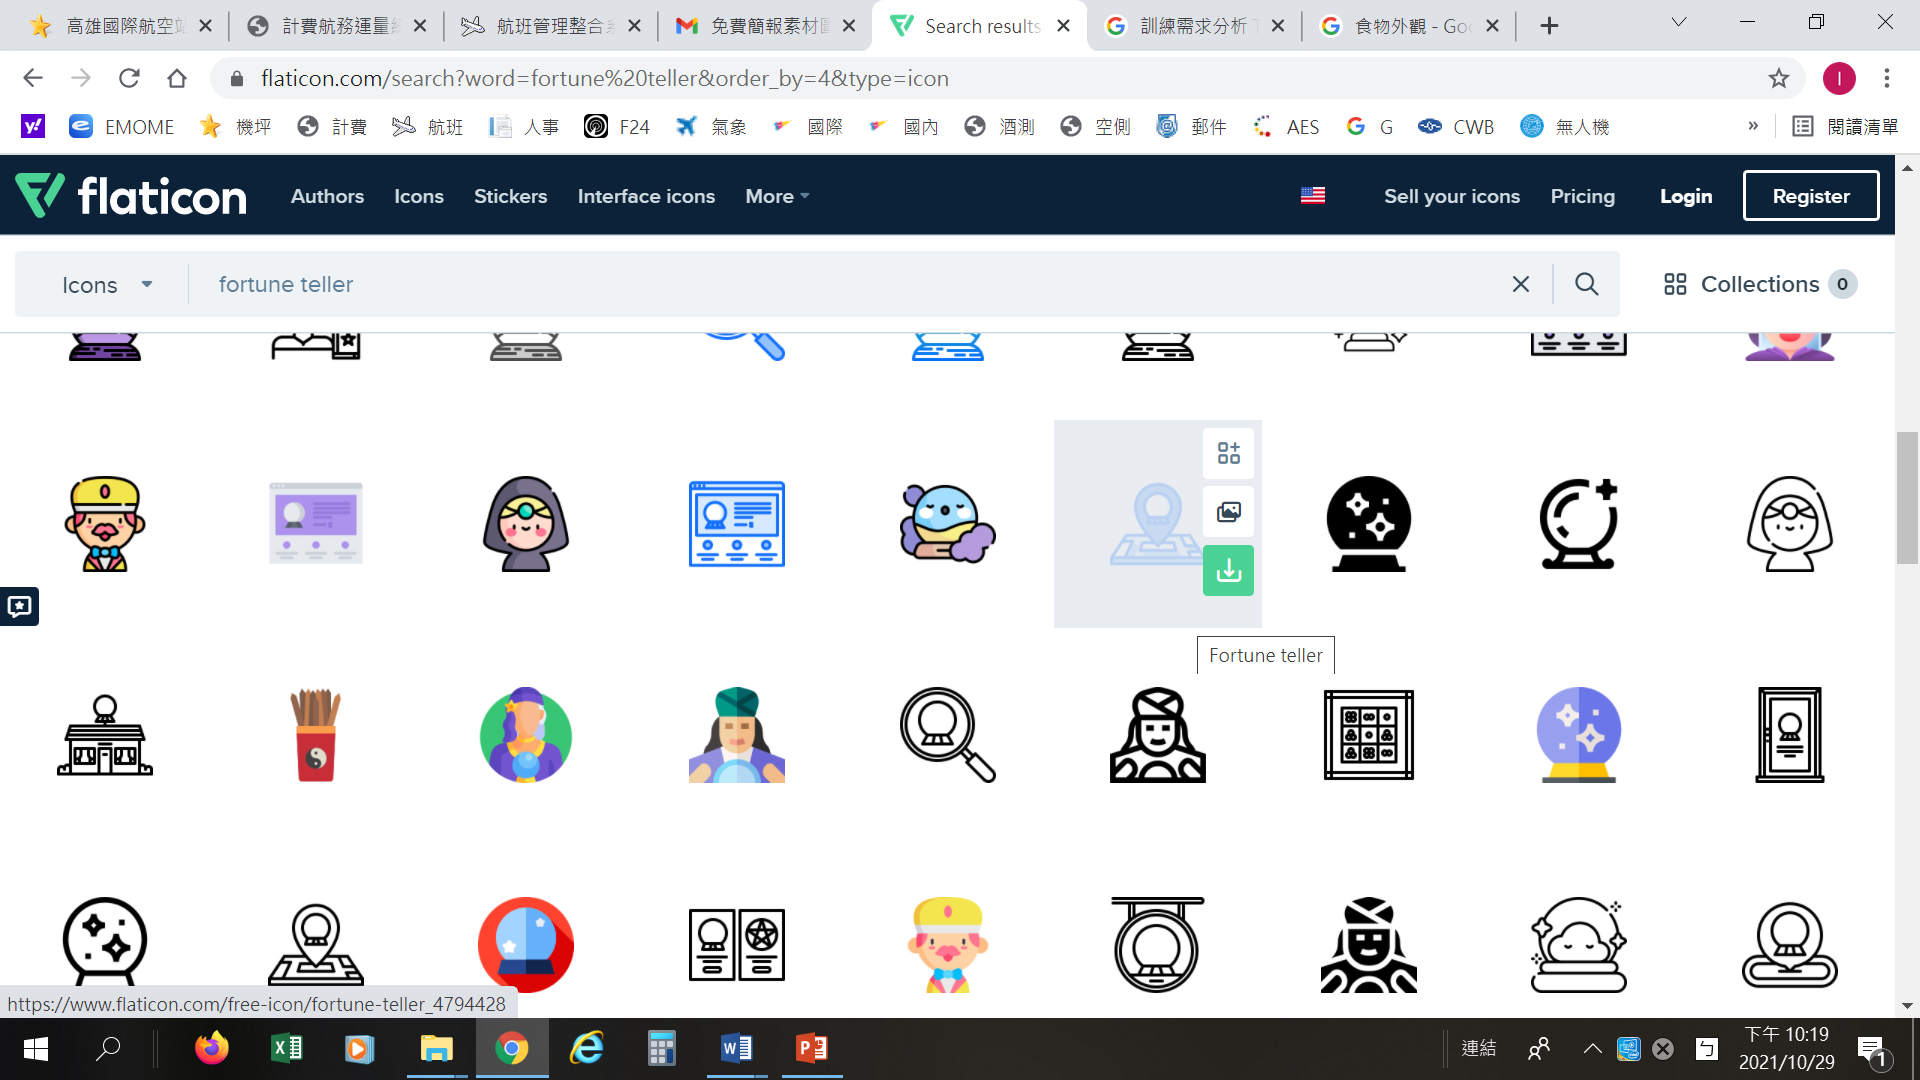 高雄國際航空站
計費航務運量統
航班管理整合系
免費簡報素材圖
Search results
訓練需求分析 T
食物外觀 - Goo
flaticon.com/search?word=fortune%20teller&order_by=4&type=icon
I
EMOME
機坪
計費
航班
人事
F24
氣象
國際
國內
酒測
空側
郵件
AES
G
CWB
無人機
»
閱讀清單
flaticon
Authors
Icons
Stickers
Interface icons
More
Sell your icons
Pricing
Login
Register
Icons
fortune teller
Collections 0
Fortune teller
https://www.flaticon.com/free-icon/fortune-teller_4794428
連結
ㄅ
下午 10:19
2021/10/29
1